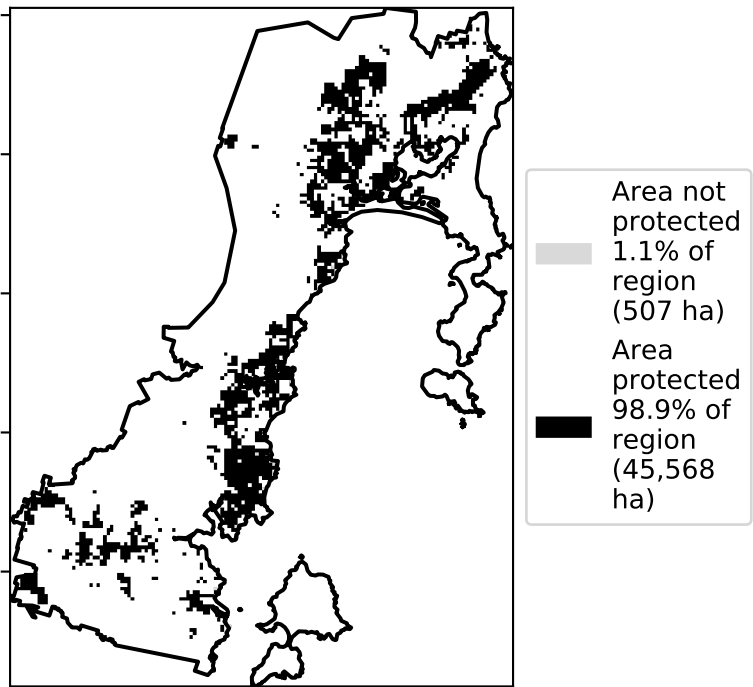 Area not
protected
1.1% of
region
(507 ha)
Area
protected
98.9% of
region
(45,568
ha)